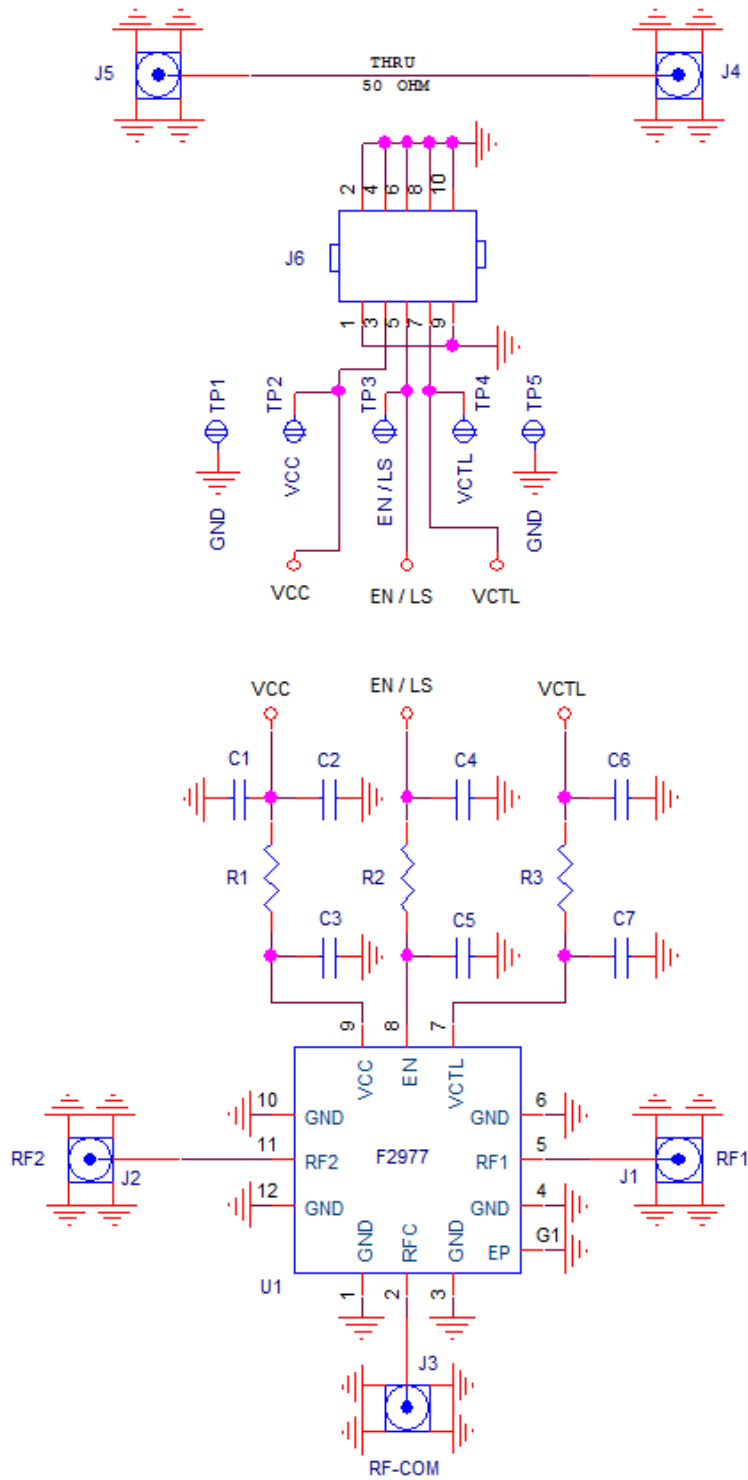 J5
THRU
50 OHM
J4
2 4 6 8 10
J6
1 3 5 7 9
TP1 TP2 TP3 TP4 TP5
GND VCC EN/LS VCTL GND
VCC EN/LS VCTL
VCC EN/LS VCTL
C1 C2 C4 C6
R1 R2 R3
C3 C5 C7
9 8 7
VCC EN VCTL
10 GND GND 6
RF2 J2 11 RF2 F2977 RF1 5 J1 RF1
12 GND GND 4
EP G1
GND RFC GND
U1
1 2 3
J3
RF-COM